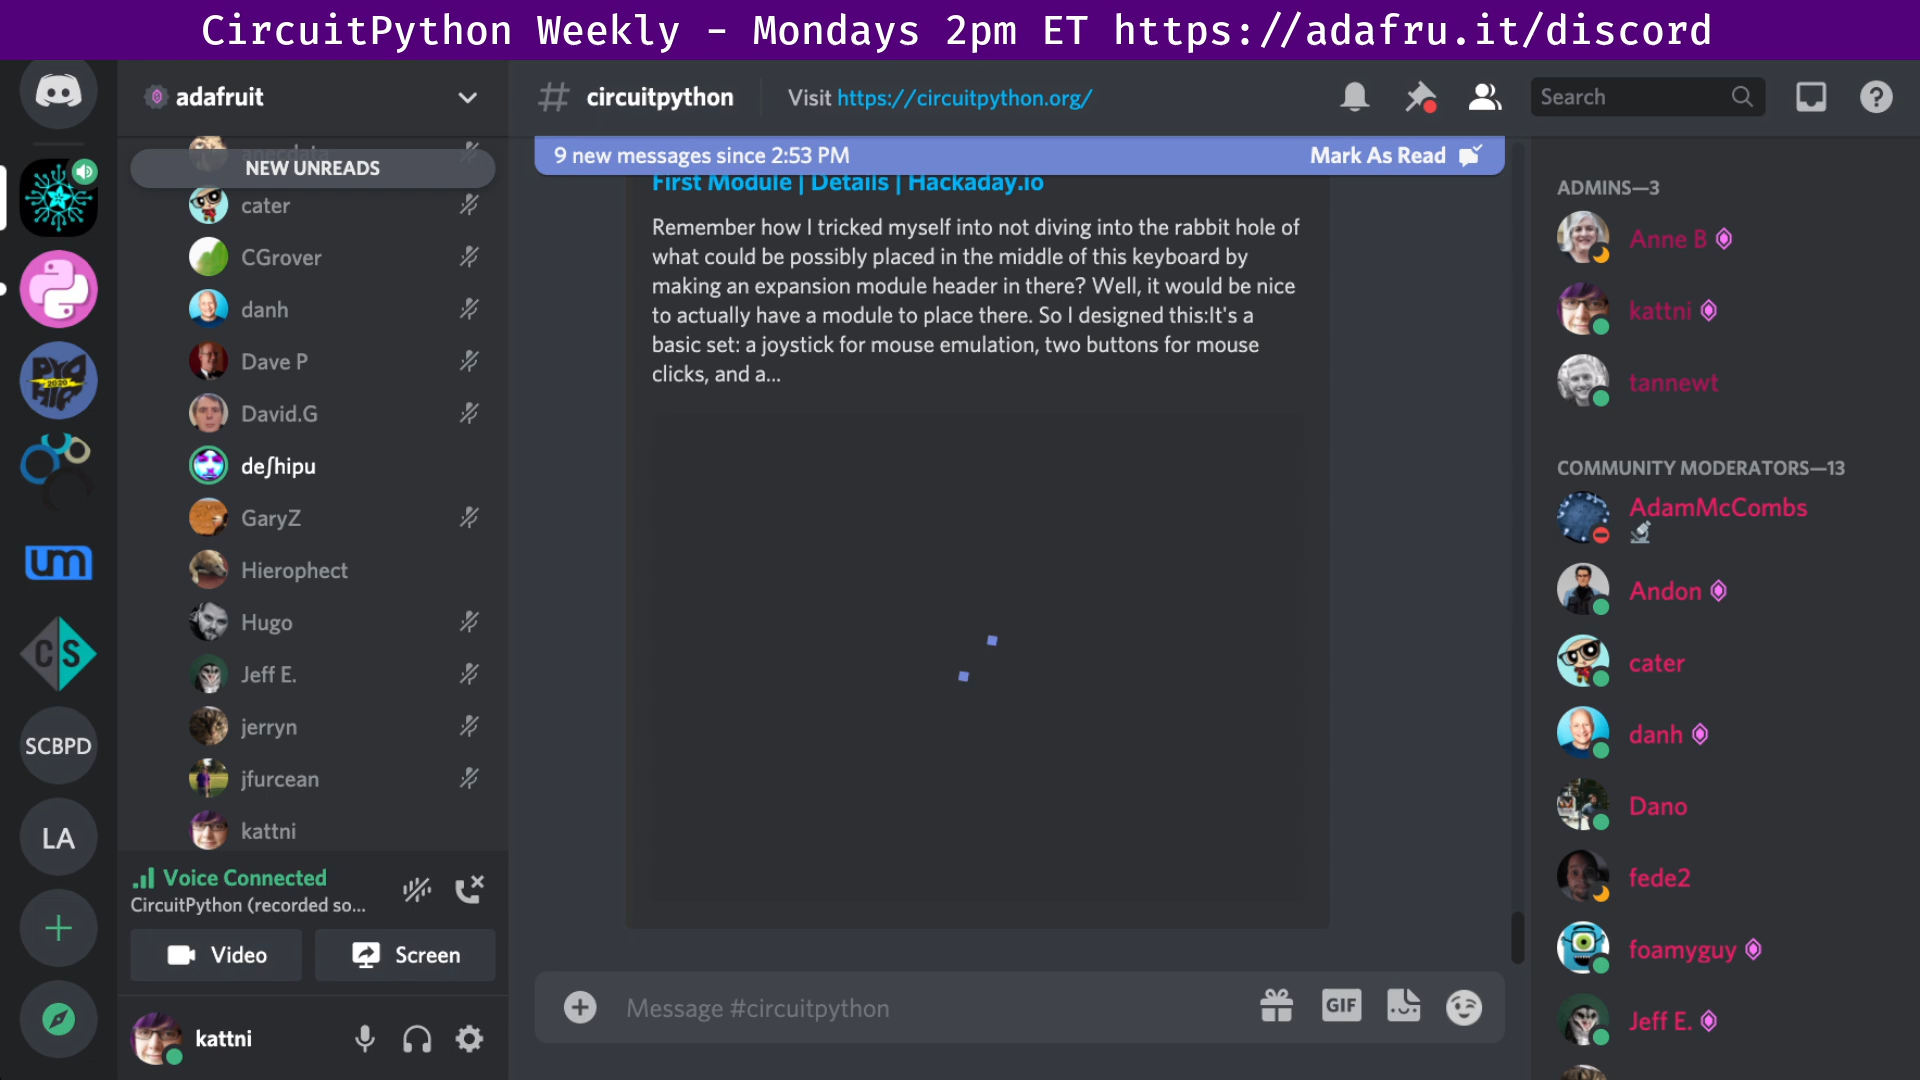 CircuitPython Weekly - Mondays 2pm ET https://adafru.it/discord
adafruit
circuitpython
Visit https://circuitpython.org/
Search
anecdata
NEW UNREADS
cater
CGrover
danh
Dave P
David.G
deʃhipu
GaryZ
Hierophect
Hugo
Jeff E.
jerryn
jfurcean
kattni
Voice Connected
CircuitPython (recorded so...
Video
Screen
kattni
UM
CS
SCBPD
LA
9 new messages since 2:53 PM
Mark As Read
First Module | Details | Hackaday.io
Remember how I tricked myself into not diving into the rabbit hole of
what could be possibly placed in the middle of this keyboard by
making an expansion module header in there? Well, it would be nice
to actually have a module to place there. So I designed this:It's a
basic set: a joystick for mouse emulation, two buttons for mouse
clicks, and a...
Message #circuitpython
GIF
ADMINS—3
Anne B
kattni
tannewt
COMMUNITY MODERATORS—13
AdamMcCombs
Andon
cater
danh
Dano
fede2
foamyguy
Jeff E.